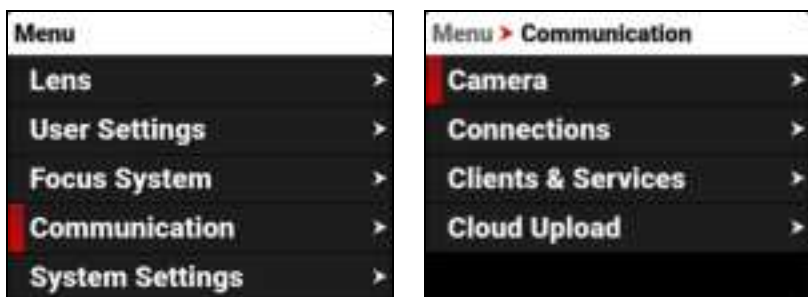 Menu
Lens
User Settings
Focus System
Communication
System Settings
Menu > Communication
Camera
Connections
Clients & Services
Cloud Upload